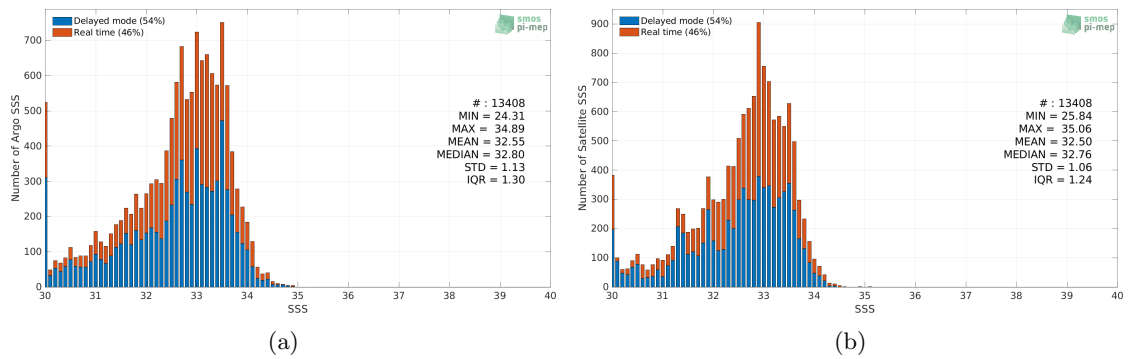 Delayed mode (54%)
Real time (46%)
smos
pi-mep
700
600
500
400
300
200
100
0
Number of Argo SSS
# : 13408
MIN = 24.31
MAX = 34.89
MEAN = 32.55
MEDIAN = 32.80
STD = 1.13
IQR = 1.30
30 31 32 33 34 35 36 37 38 39 40
SSS
(a)
Delayed mode (54%)
Real time (46%)
smos
pi-mep
900
800
700
600
500
400
300
200
100
0
Number of Satellite SSS
# : 13408
MIN = 25.84
MAX = 35.06
MEAN = 32.50
MEDIAN = 32.76
STD = 1.06
IQR = 1.24
30 31 32 33 34 35 36 37 38 39 40
SSS
(b)